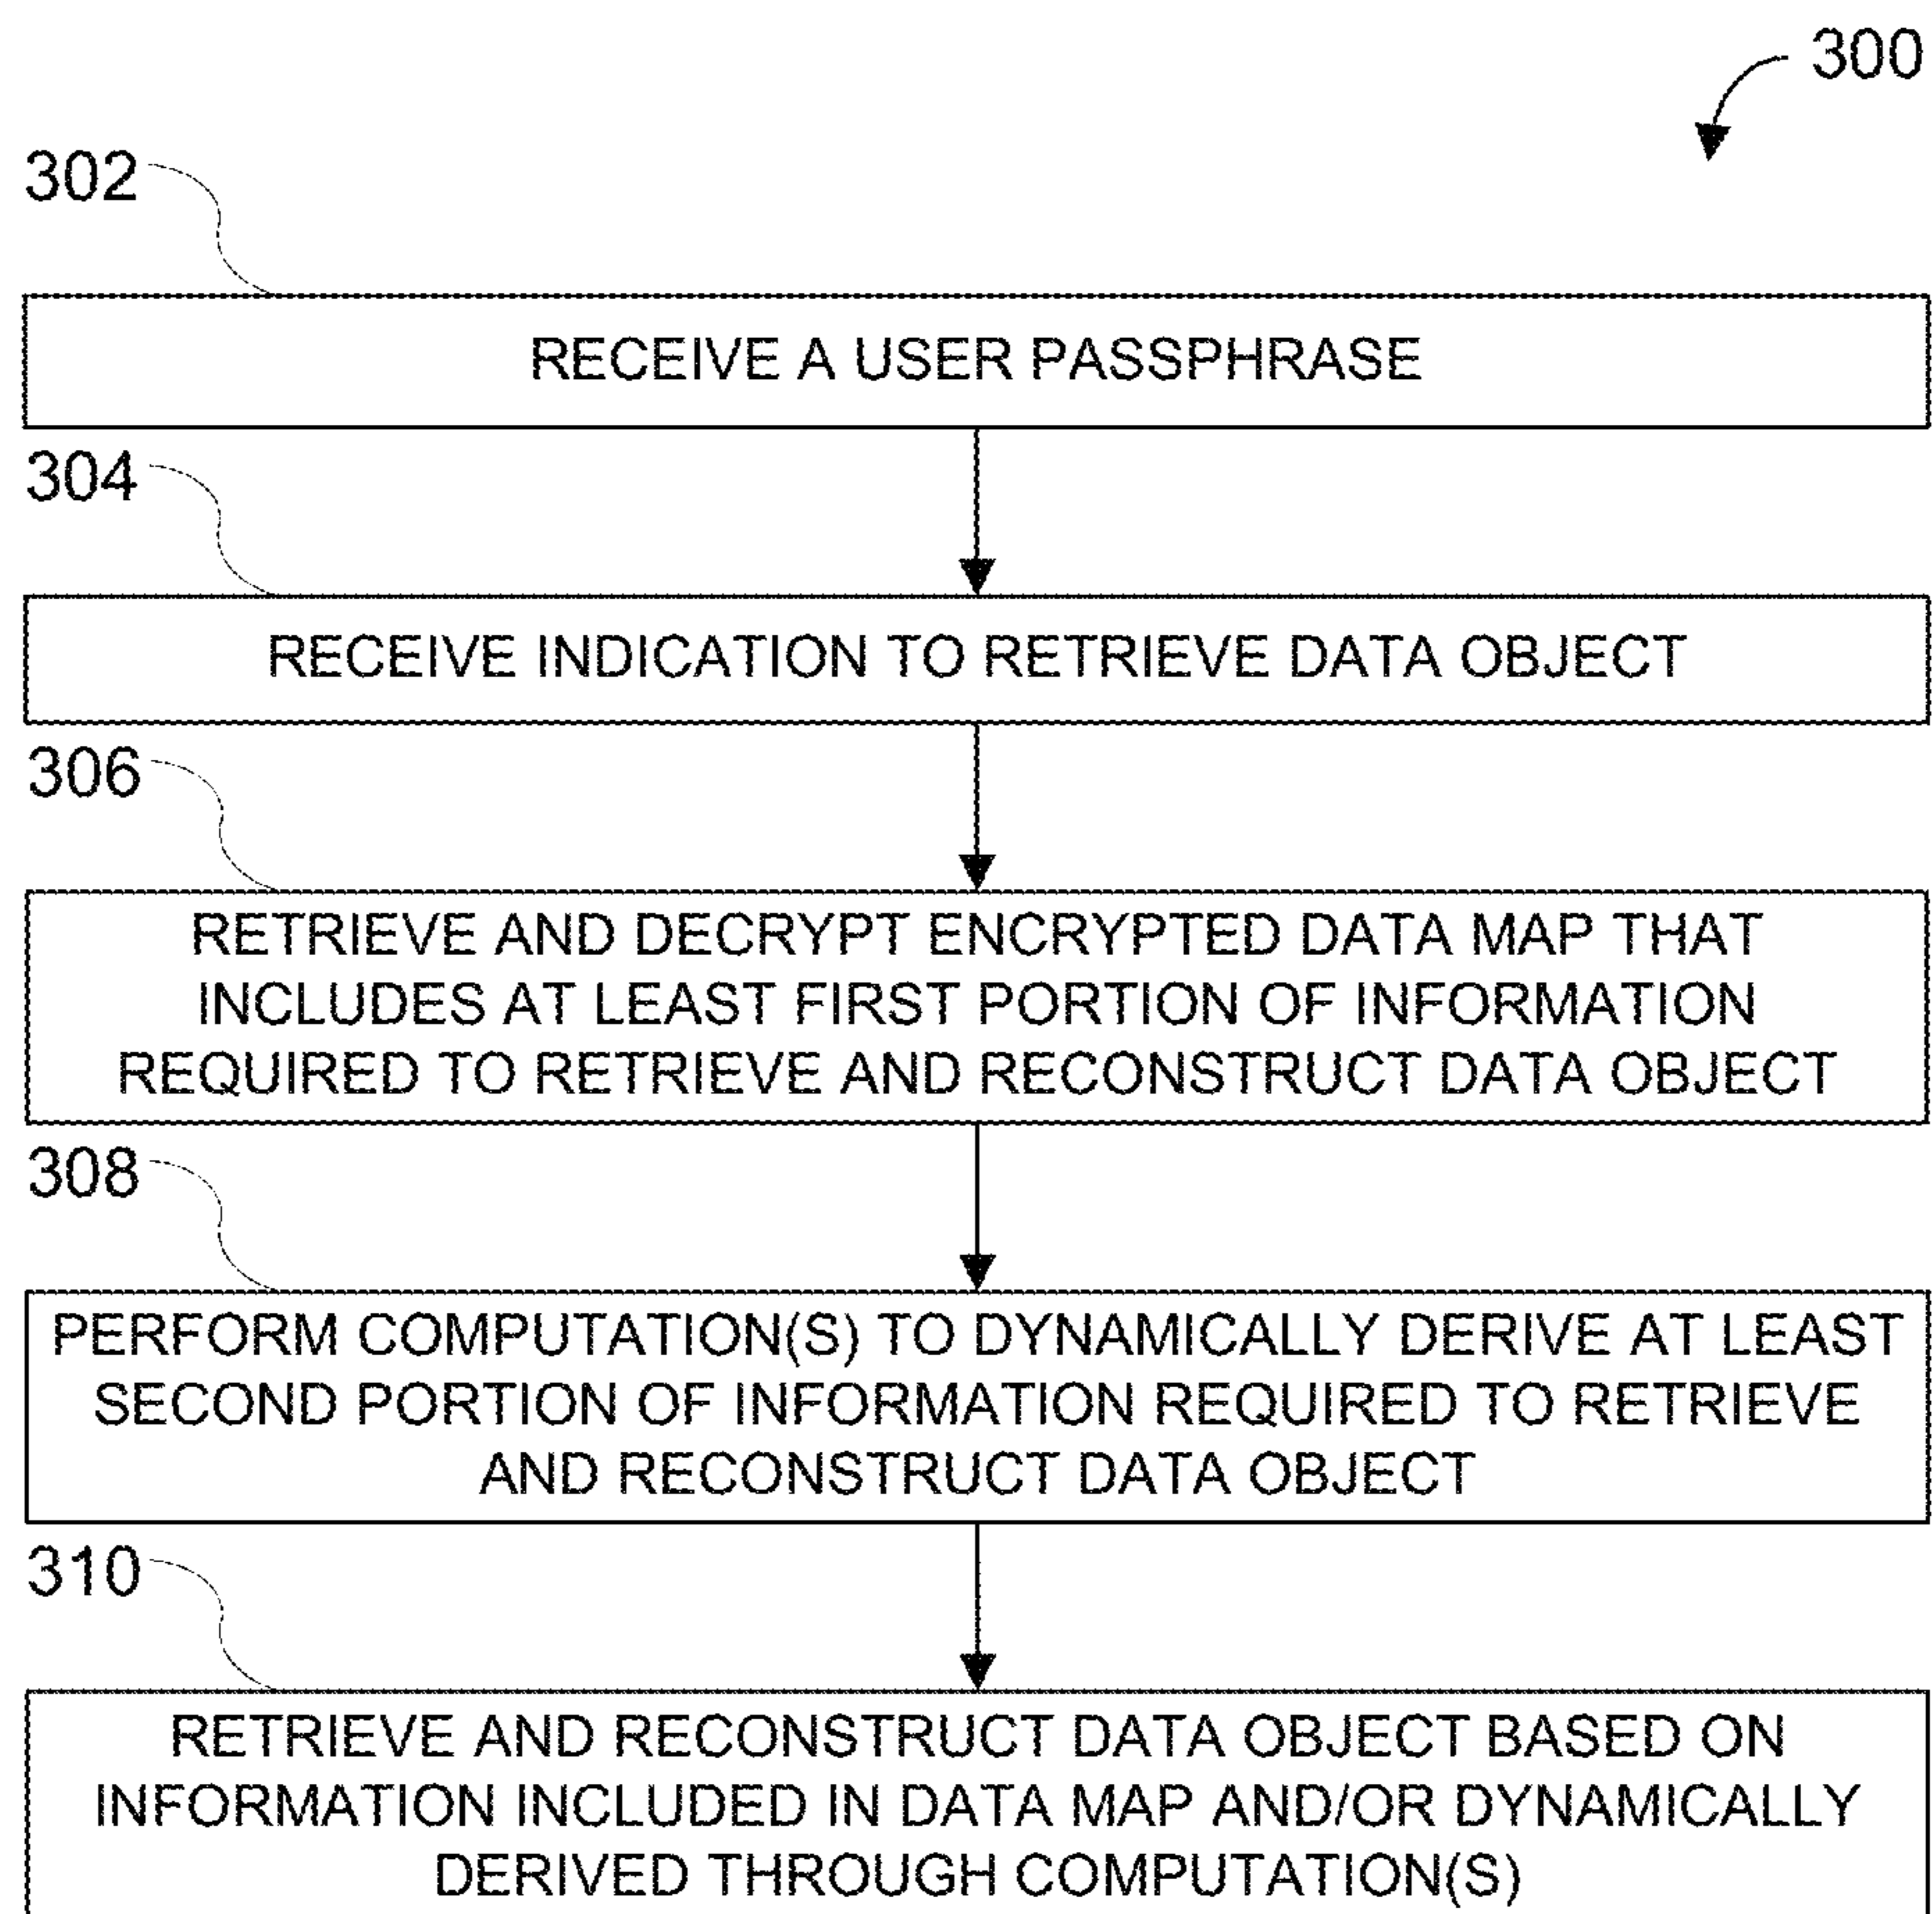 300
302
RECEIVE A USER PASSPHRASE
304
RECEIVE INDICATION TO RETRIEVE DATA OBJECT
306
RETRIEVE AND DECRYPT ENCRYPTED DATA MAP THAT
INCLUDES AT LEAST FIRST PORTION OF INFORMATION
REQUIRED TO RETRIEVE AND RECONSTRUCT DATA OBJECT
308
PERFORM COMPUTATION(S) TO DYNAMICALLY DERIVE AT LEAST
SECOND PORTION OF INFORMATION REQUIRED TO RETRIEVE
AND RECONSTRUCT DATA OBJECT
310
RETRIEVE AND RECONSTRUCT DATA OBJECT BASED ON
INFORMATION INCLUDED IN DATA MAP AND/OR DYNAMICALLY
DERIVED THROUGH COMPUTATION(S)